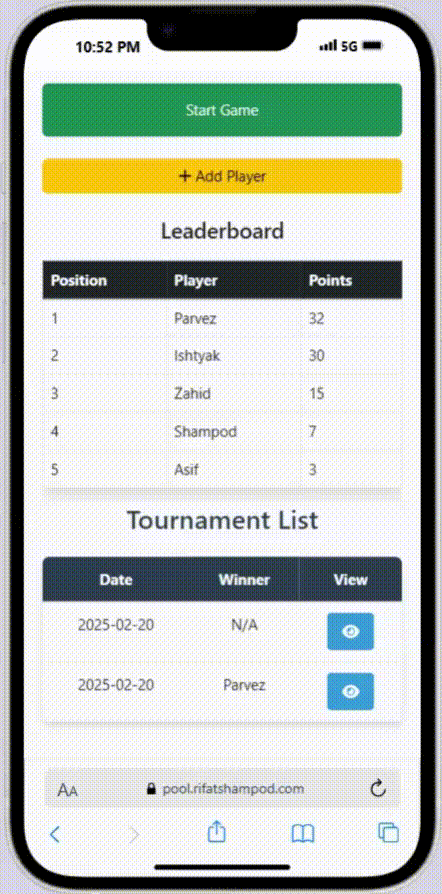 10:52 PM 5G
Start Game
+ Add Player
Leaderboard
Position Player Points
1 Parvez 32
2 Ishtyak 30
3 Zahid 15
4 Shampod 7
5 Asif 3
Tournament List
Date Winner View
2025-02-20 N/A
2025-02-20 Parvez
AA pool.rifatshampod.com